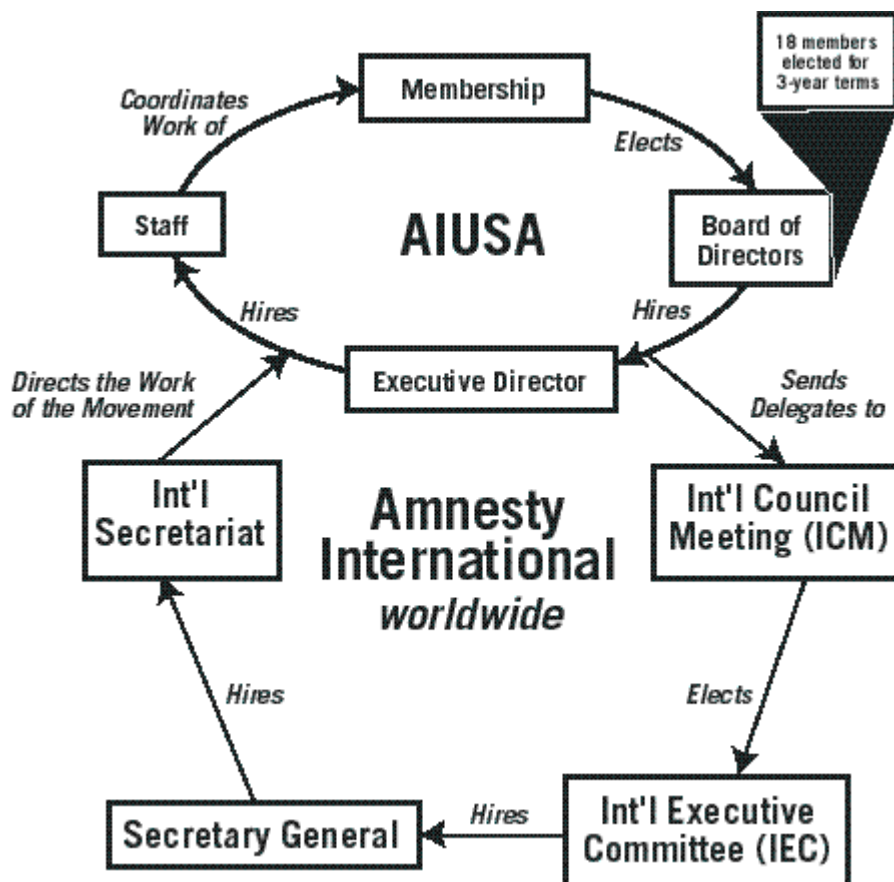 18 members
elected for
3-year terms
Membership
Coordinates
Work of
Elects
Staff
AIUSA
Board of
Directors
Hires
Hires
Executive Director
Directs the Work
of the Movement
Sends
Delegates to
Int'l
Secretariat
Amnesty
International
worldwide
Int'l Council
Meeting (ICM)
Hires
Elects
Secretary General
Hires
Int'l Executive
Committee (IEC)